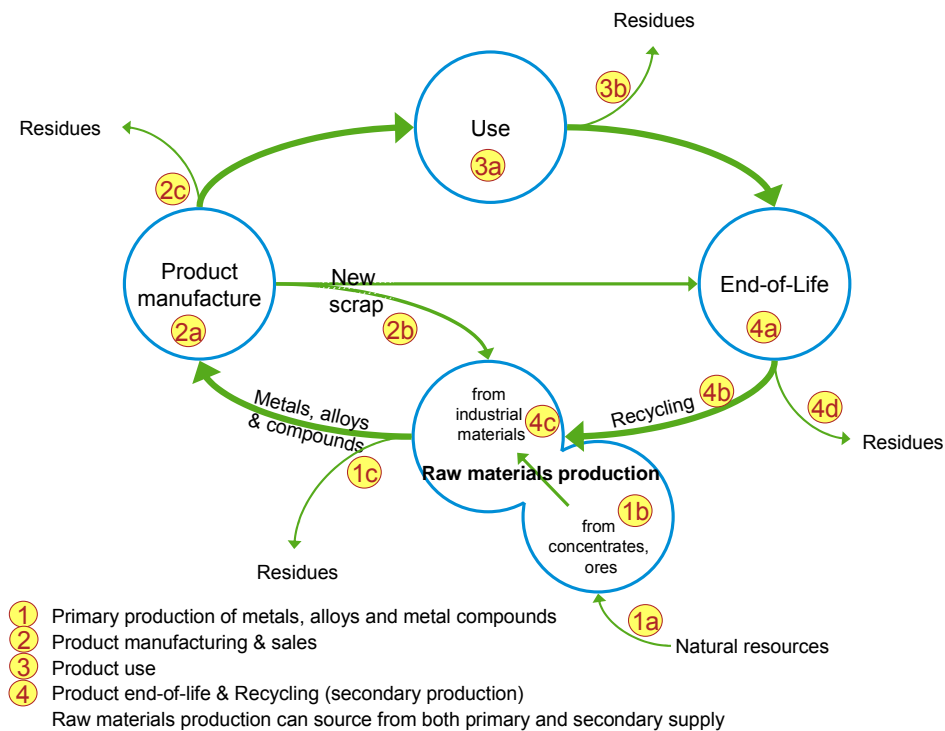 Residues
3b
Use
3a
Residues
2c
Product
manufacture
2a
New
scrap
2b
End-of-Life
4a
Metals, alloys
& compounds
1c
from
industrial
materials
4c
Recycling
4b
4d
Residues
Raw materials production
1b
from
concentrates,
ores
Residues
1a
Natural resources
1 Primary production of metals, alloys and metal compounds
2 Product manufacturing & sales
3 Product use
4 Product end-of-life & Recycling (secondary production)
Raw materials production can source from both primary and secondary supply